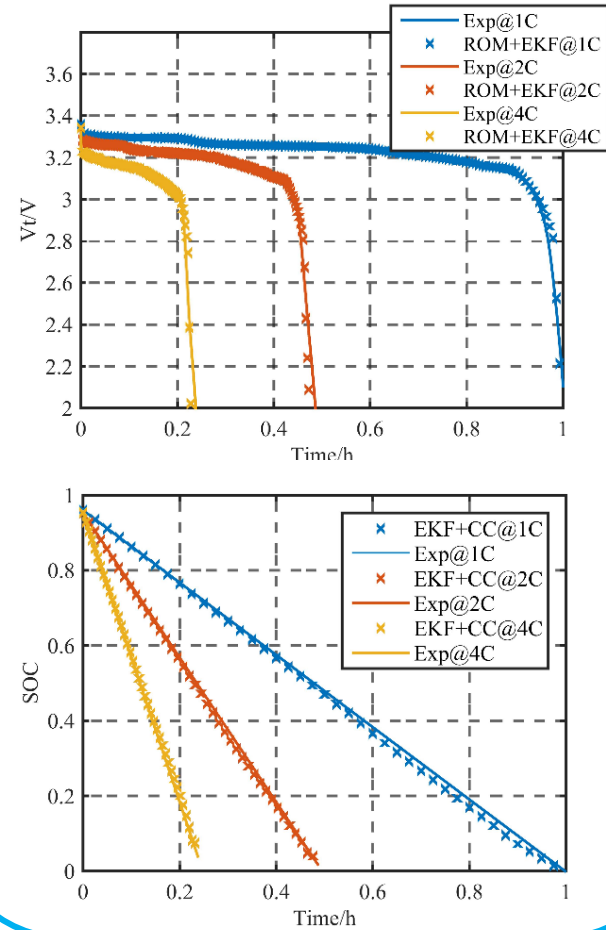 Exp@1C
ROM+EKF@1C
Exp@2C
ROM+EKF@2C
Exp@4C
ROM+EKF@4C
3.6
3.4
3.2
3
2.8
2.6
2.4
2.2
2
Vt/V
0.2
0.4
0.6
0.8
1
Time/h
EKF+CC@1C
Exp@1C
EKF+CC@2C
Exp@2C
EKF+CC@4C
Exp@4C
1
0.8
0.6
0.4
0.2
0
SOC
0
0.2
0.4
0.6
0.8
1
Time/h